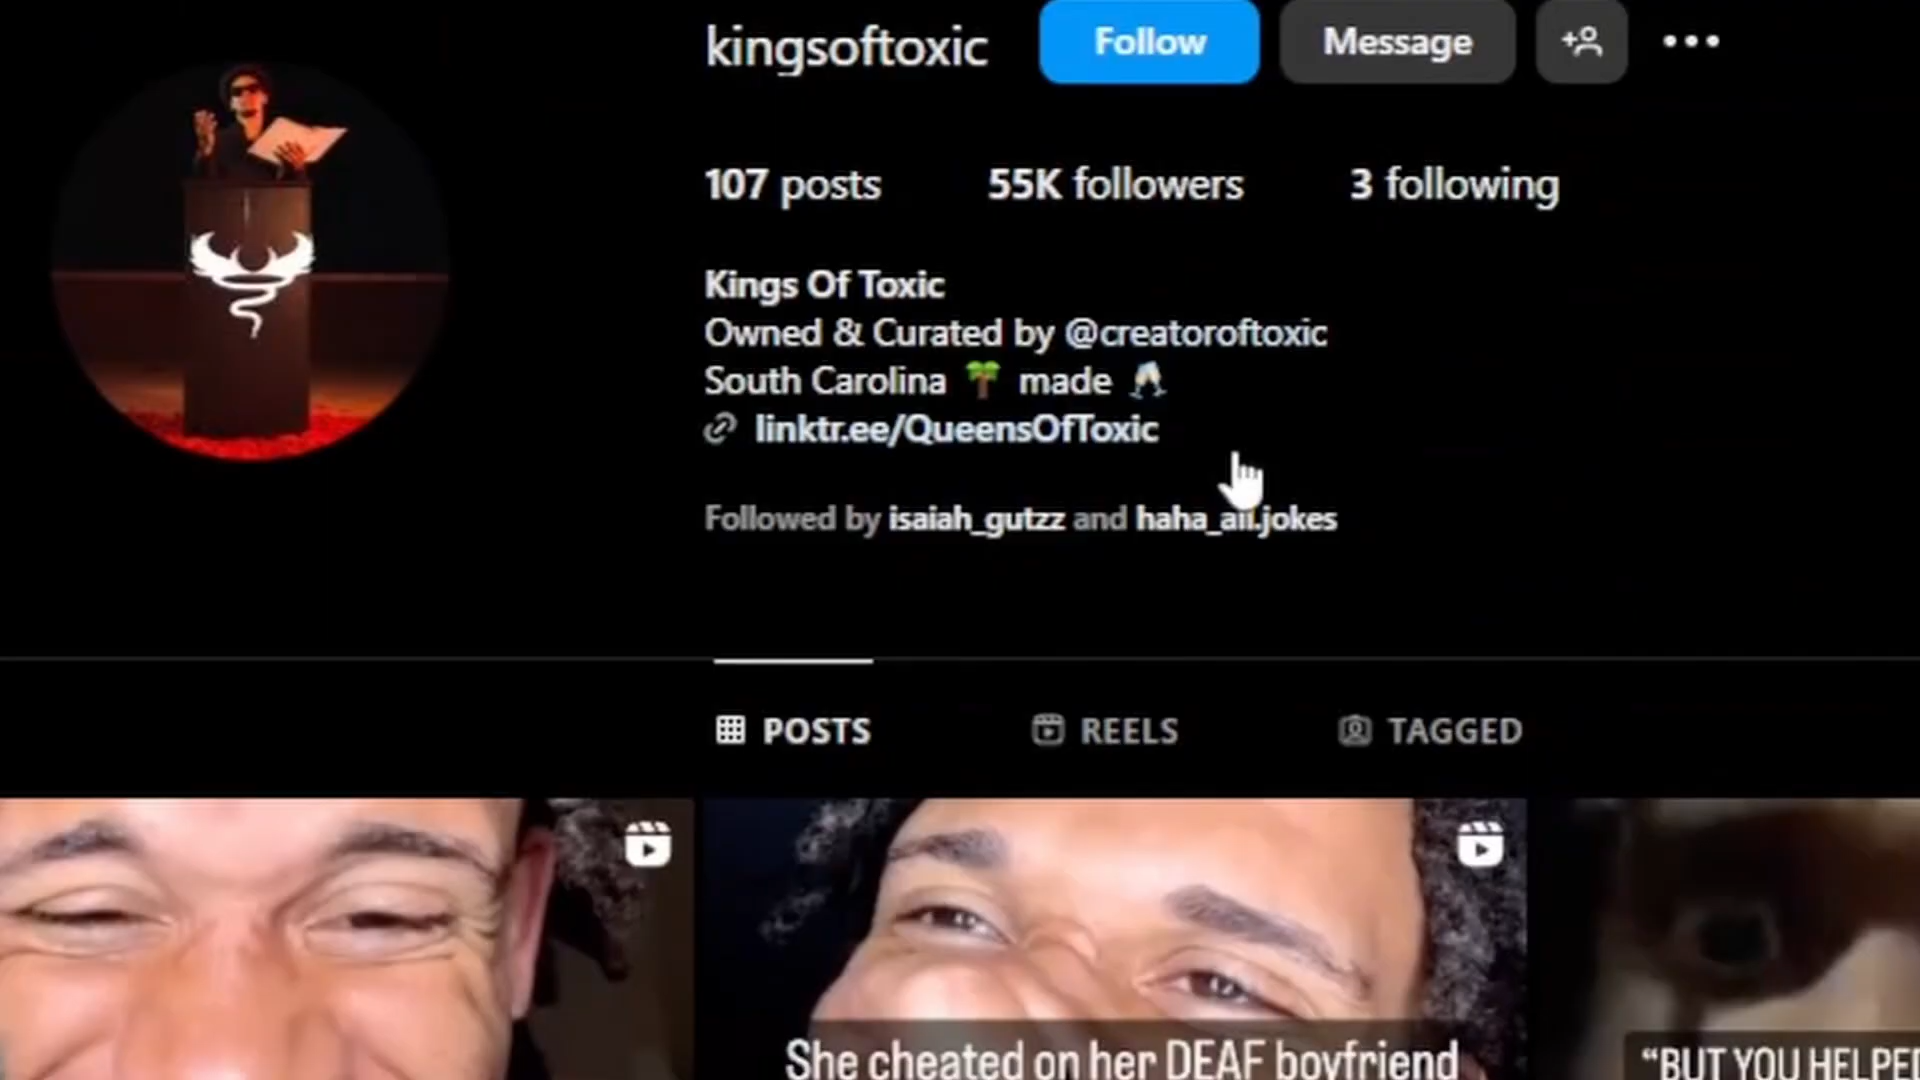 kingsoftoxic
Follow
Message
107 posts
55K followers
3 following
Kings Of Toxic
Owned & Curated by @creatoroftoxic
South Carolina 🌴 made 🥂
linktr.ee/QueensOfToxic
Followed by isaiah_gutzz and haha_all.jokes
POSTS
REELS
TAGGED
She cheated on her DEAF boyfriend
“BUT YOU HELPED